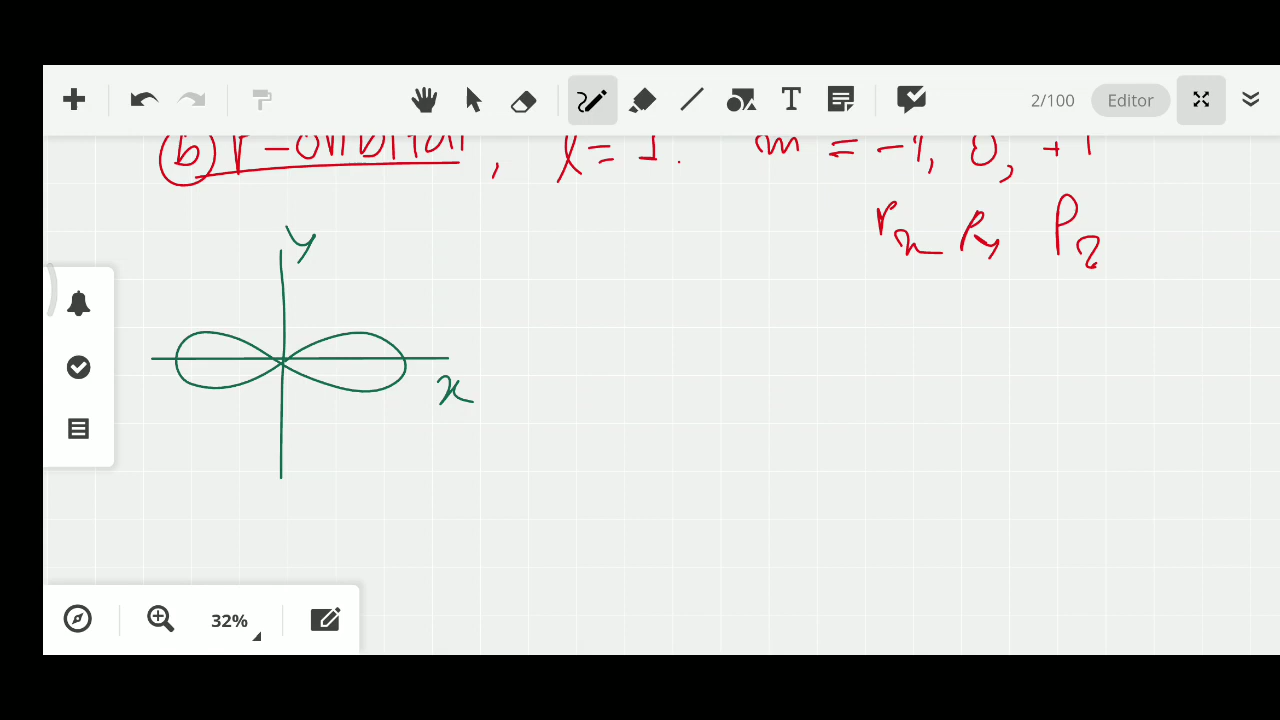 2/100 Editor
(b) P-orbital, l = 1. m = -1, 0, +1
Px Py Pz
y
x
32%